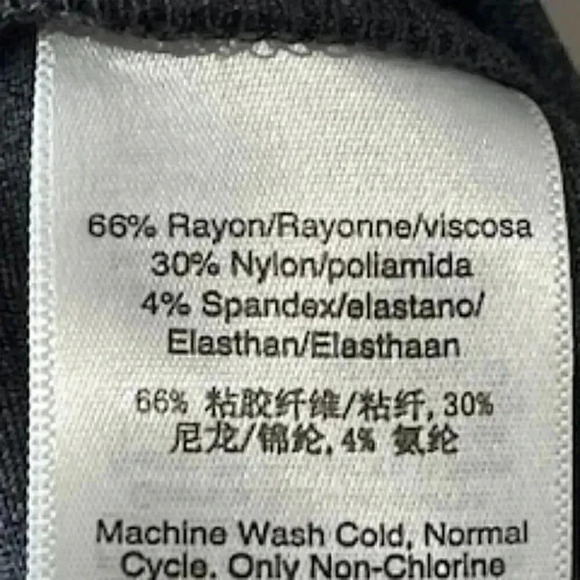 66% Rayon/Rayonne/viscosa
30% Nylon/poliamida
4% Spandex/elastano/
Elasthan/Elasthaan
66% 粘胶纤维/粘纤, 30%
尼龙/锦纶, 4% 氨纶
Machine Wash Cold, Normal
Cycle. Only Non-Chlorine